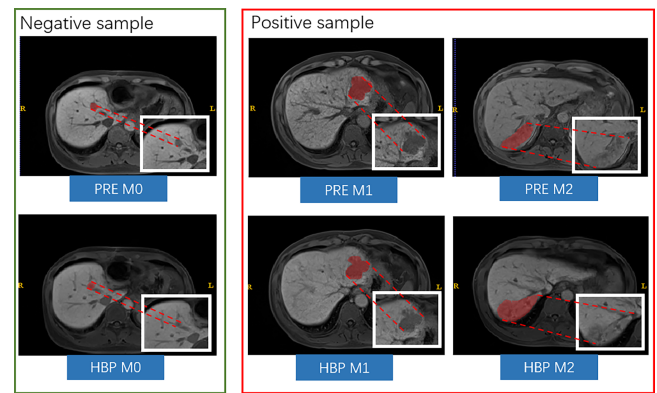 Negative sample
Positive sample
R
L
R
L
R
L
PRE M0
PRE M1
PRE M2
R
L
R
L
R
L
HBP M0
HBP M1
HBP M2